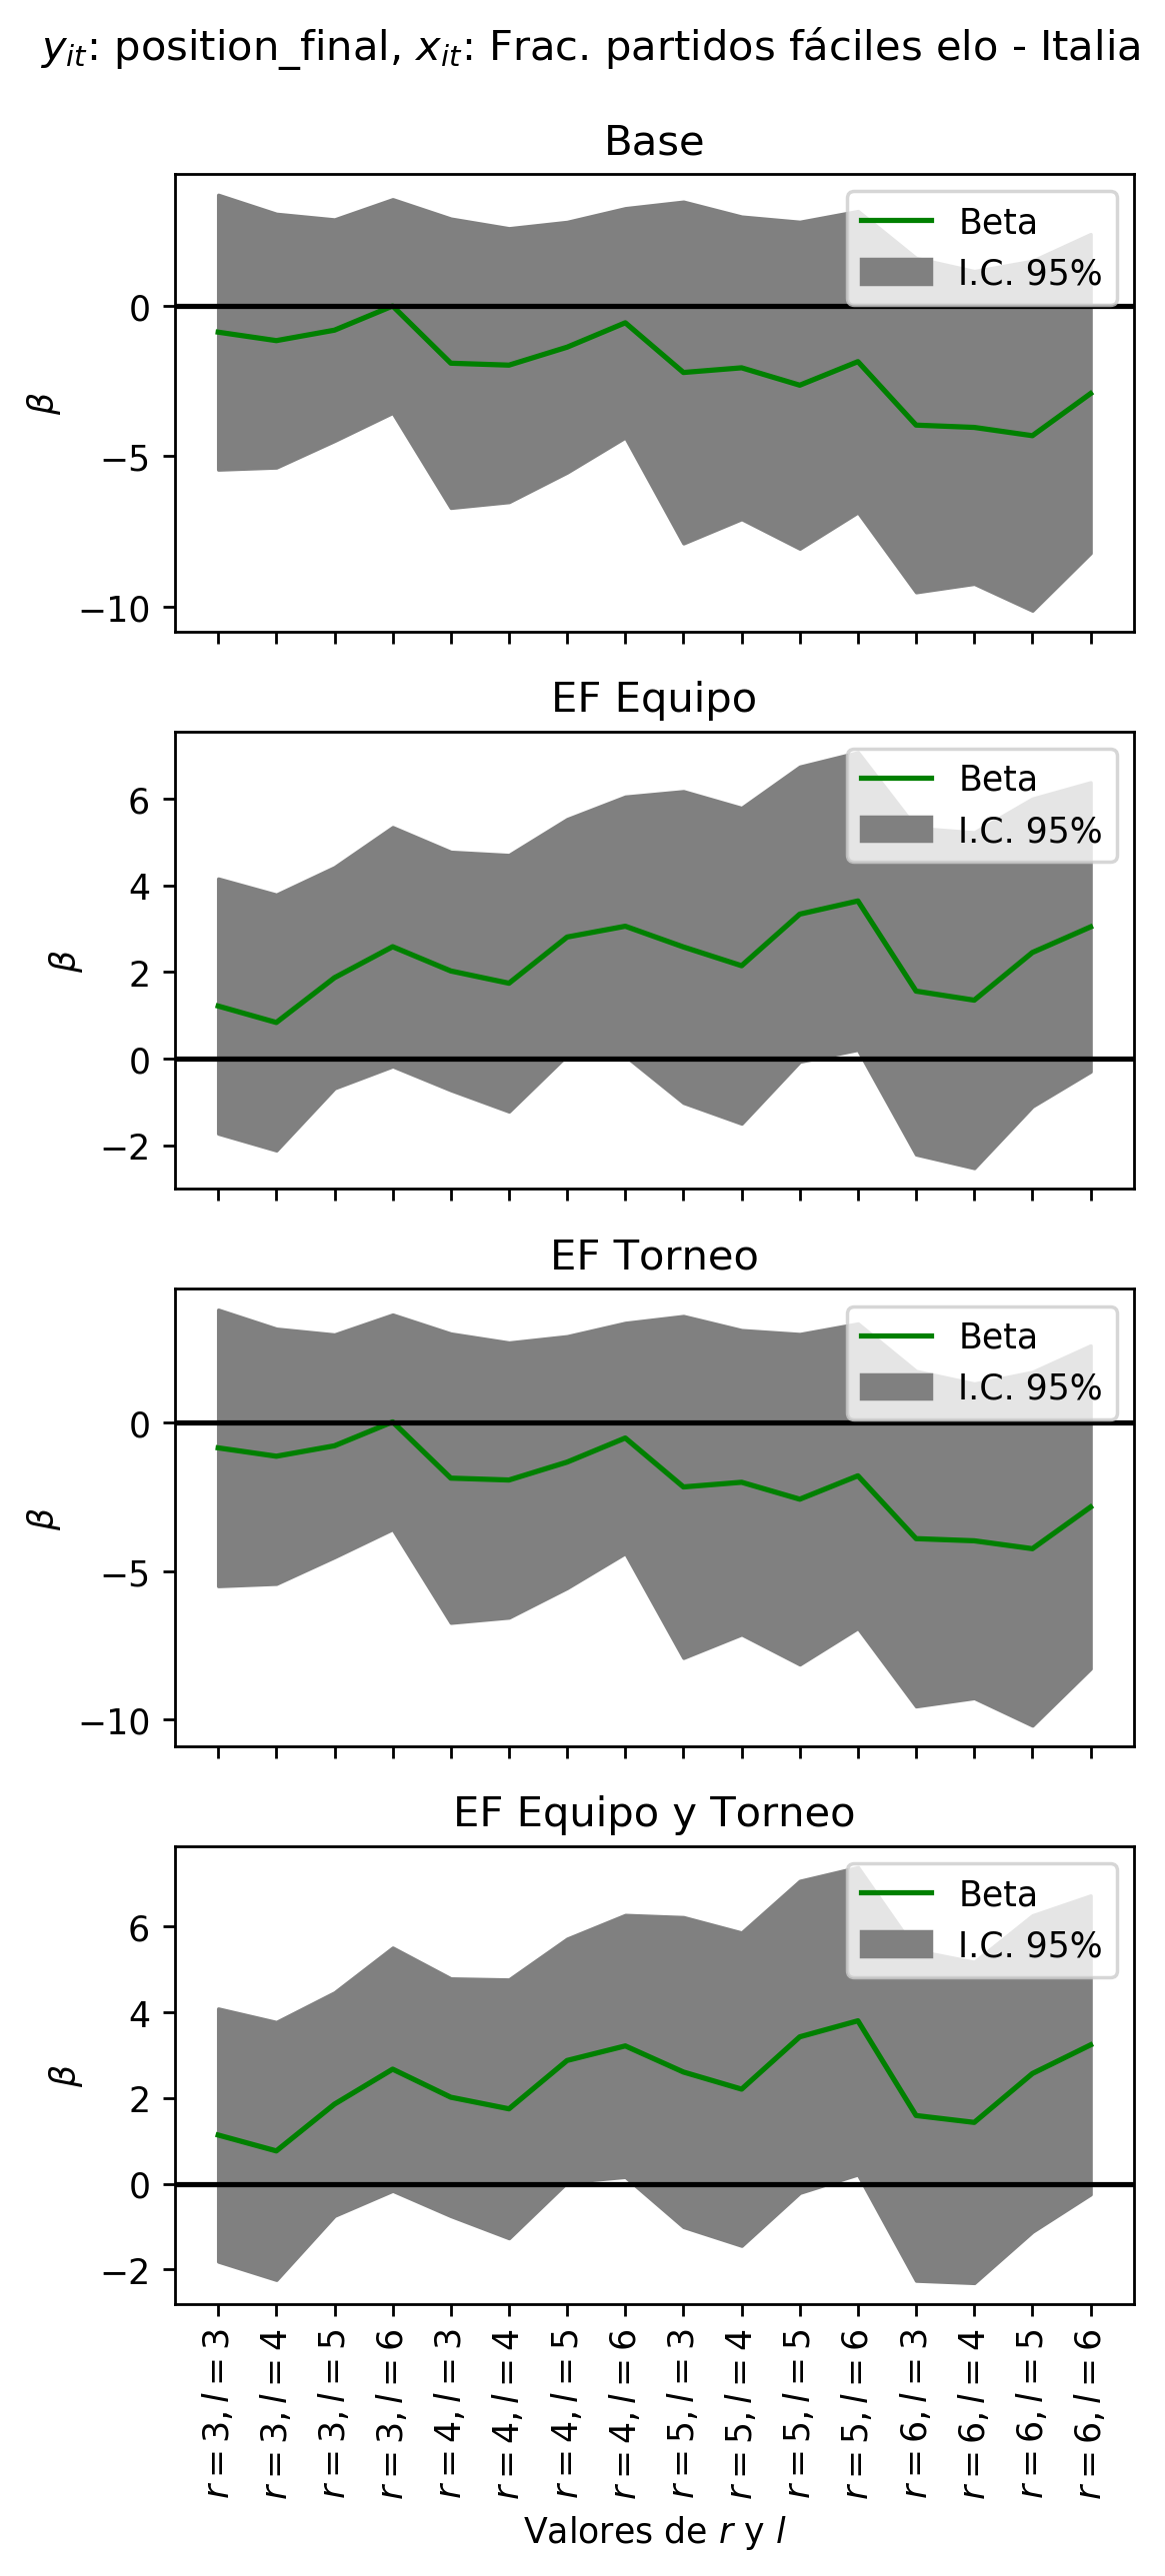 y_it: position_final, x_it: Frac. partidos fáciles elo - Italia
Base
Beta
I.C. 95%
0
−5
−10
β
EF Equipo
Beta
I.C. 95%
6
4
2
0
−2
β
EF Torneo
Beta
I.C. 95%
0
−5
−10
β
EF Equipo y Torneo
Beta
I.C. 95%
6
4
2
0
−2
β
r = 3, l = 3
r = 3, l = 4
r = 3, l = 5
r = 3, l = 6
r = 4, l = 3
r = 4, l = 4
r = 4, l = 5
r = 4, l = 6
r = 5, l = 3
r = 5, l = 4
r = 5, l = 5
r = 5, l = 6
r = 6, l = 3
r = 6, l = 4
r = 6, l = 5
r = 6, l = 6
Valores de r y l